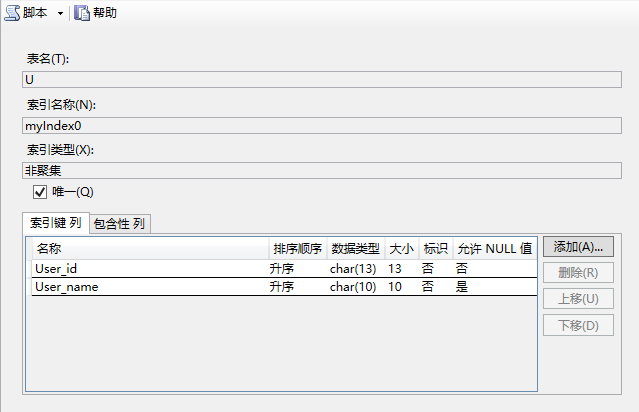 脚本 帮助
表名(T):
U
索引名称(N):
myIndex0
索引类型(X):
非聚集
唯一(Q)
索引键 列 包含性 列
名称 排序顺序 数据类型 大小 标识 允许 NULL 值
User_id 升序 char(13) 13 否 否
User_name 升序 char(10) 10 否 是
添加(A)...
删除(R)
上移(U)
下移(D)